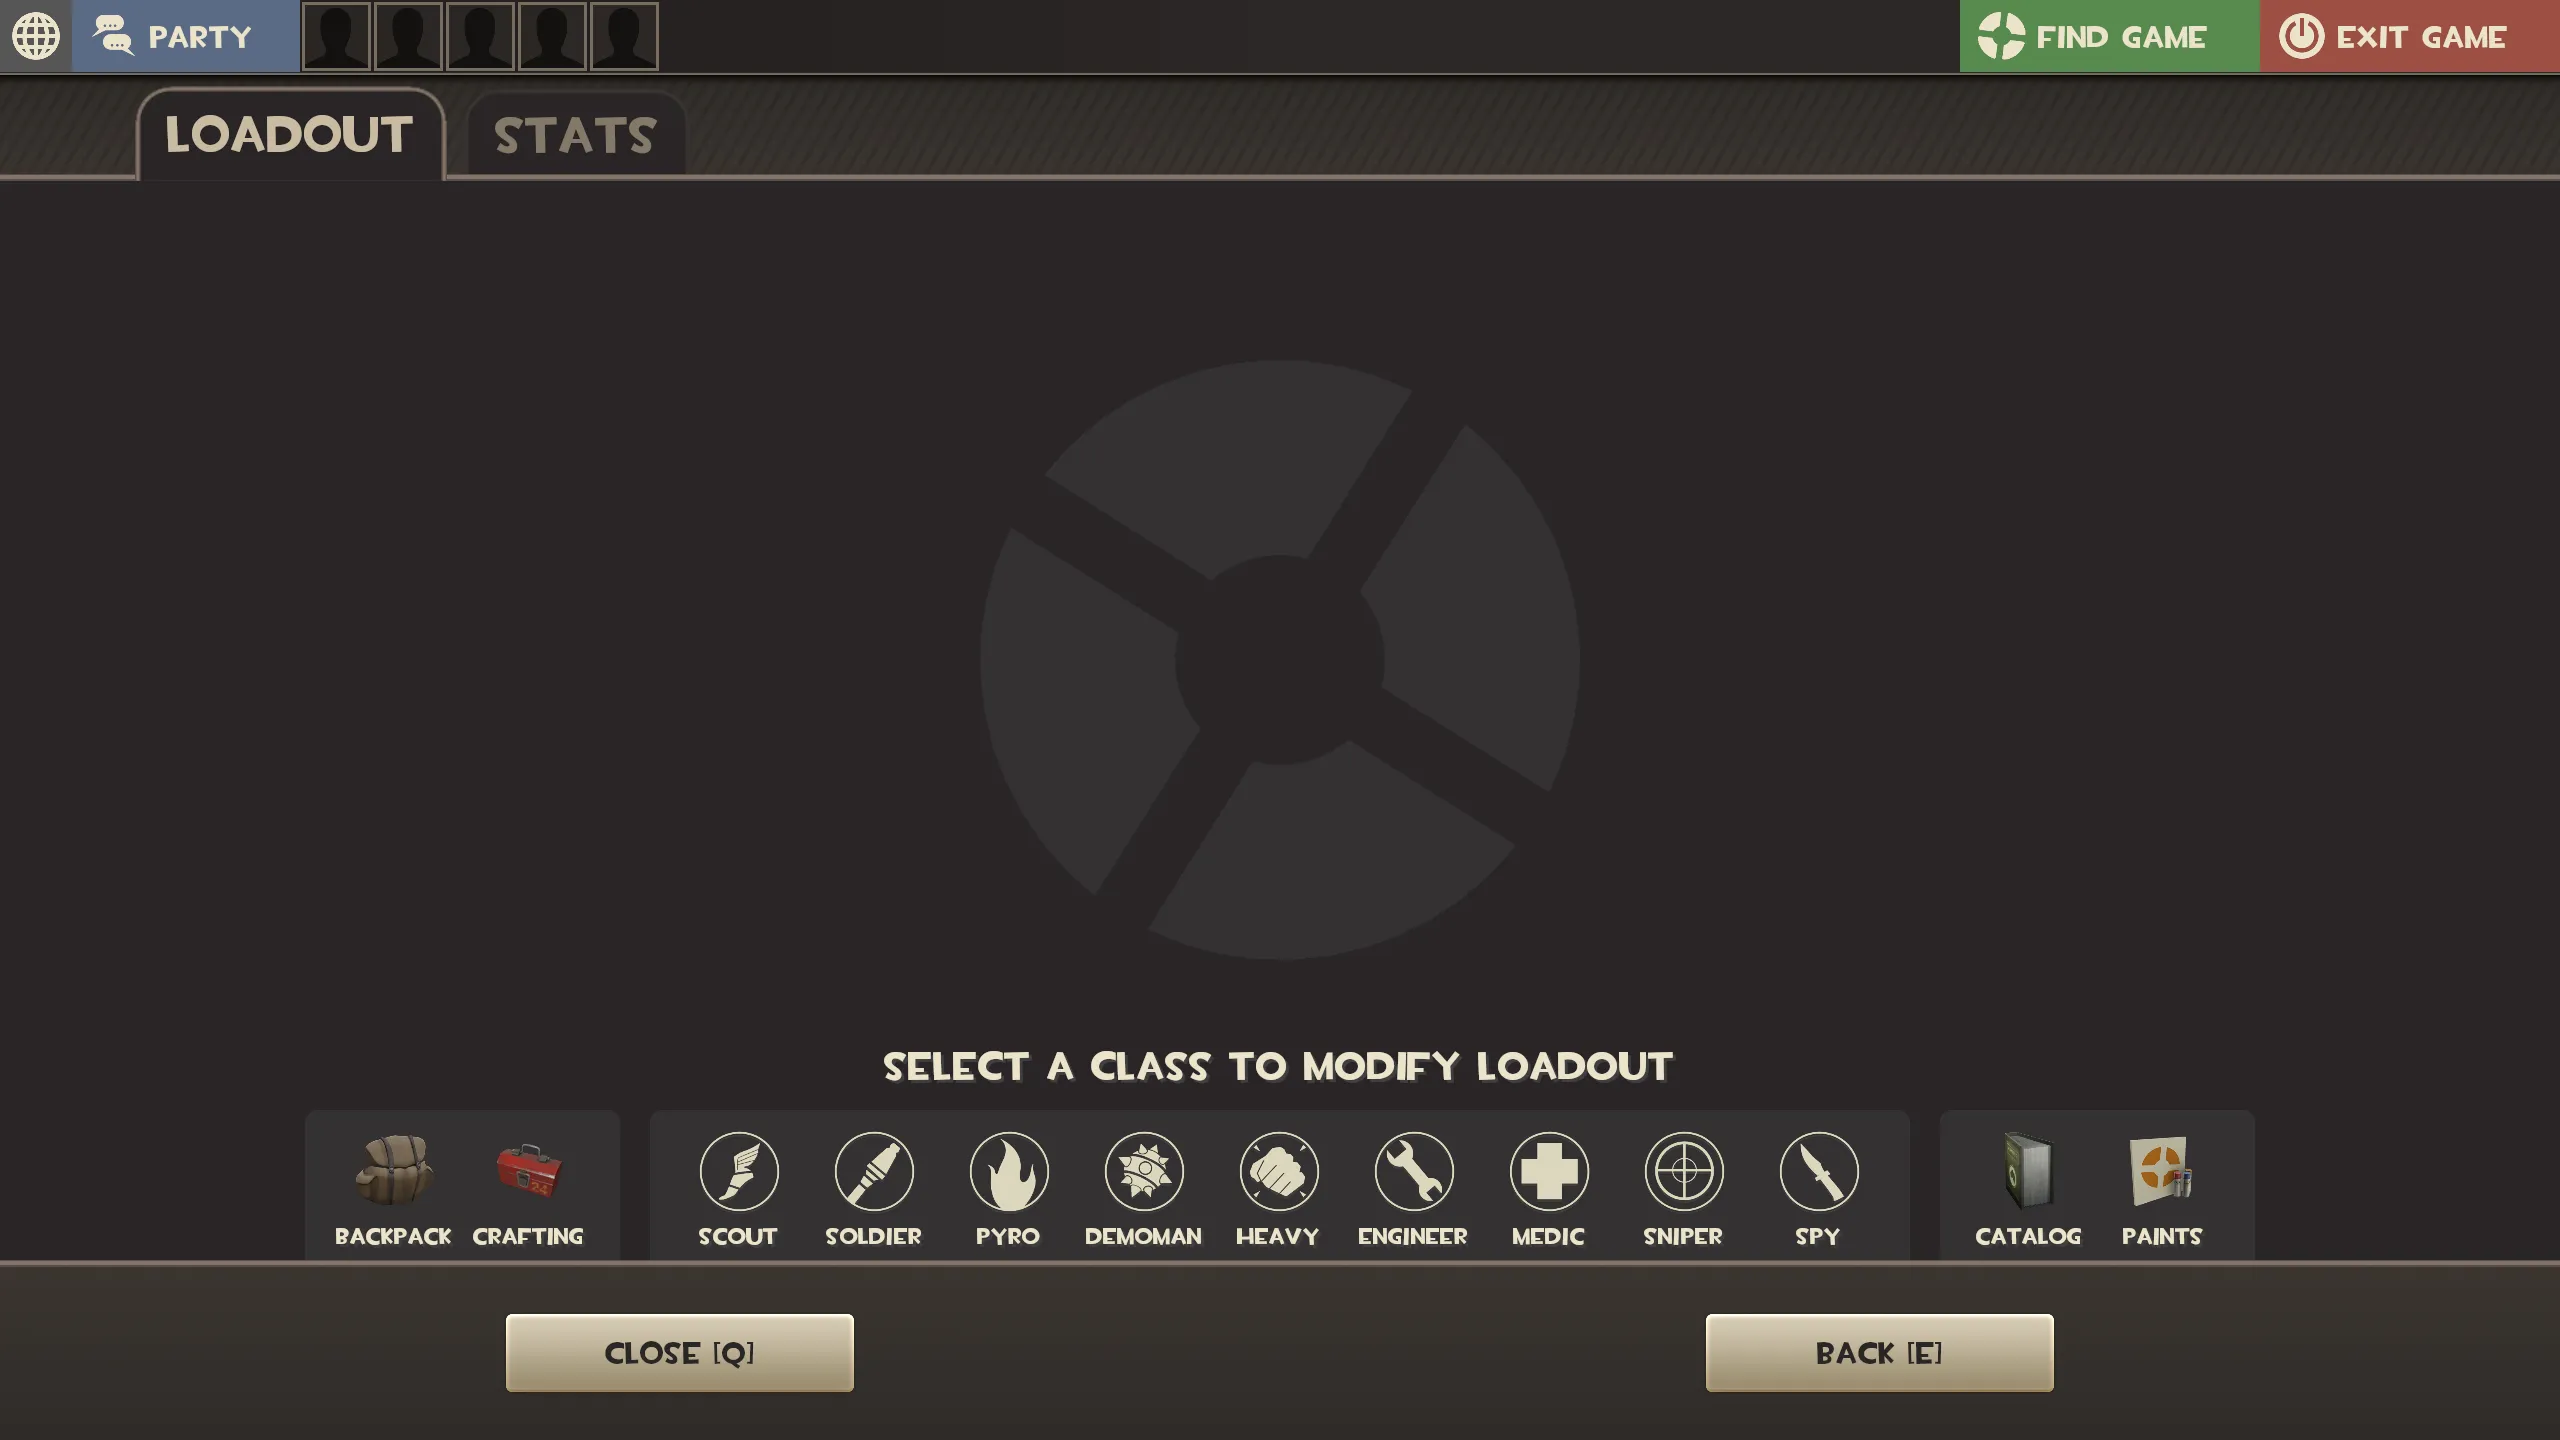 PARTY
FIND GAME
EXIT GAME
LOADOUT
STATS
SELECT A CLASS TO MODIFY LOADOUT
BACKPACK
CRAFTING
24
SCOUT
SOLDIER
PYRO
DEMOMAN
HEAVY
ENGINEER
MEDIC
SNIPER
SPY
CATALOG
PAINTS
CLOSE [Q]
BACK [E]